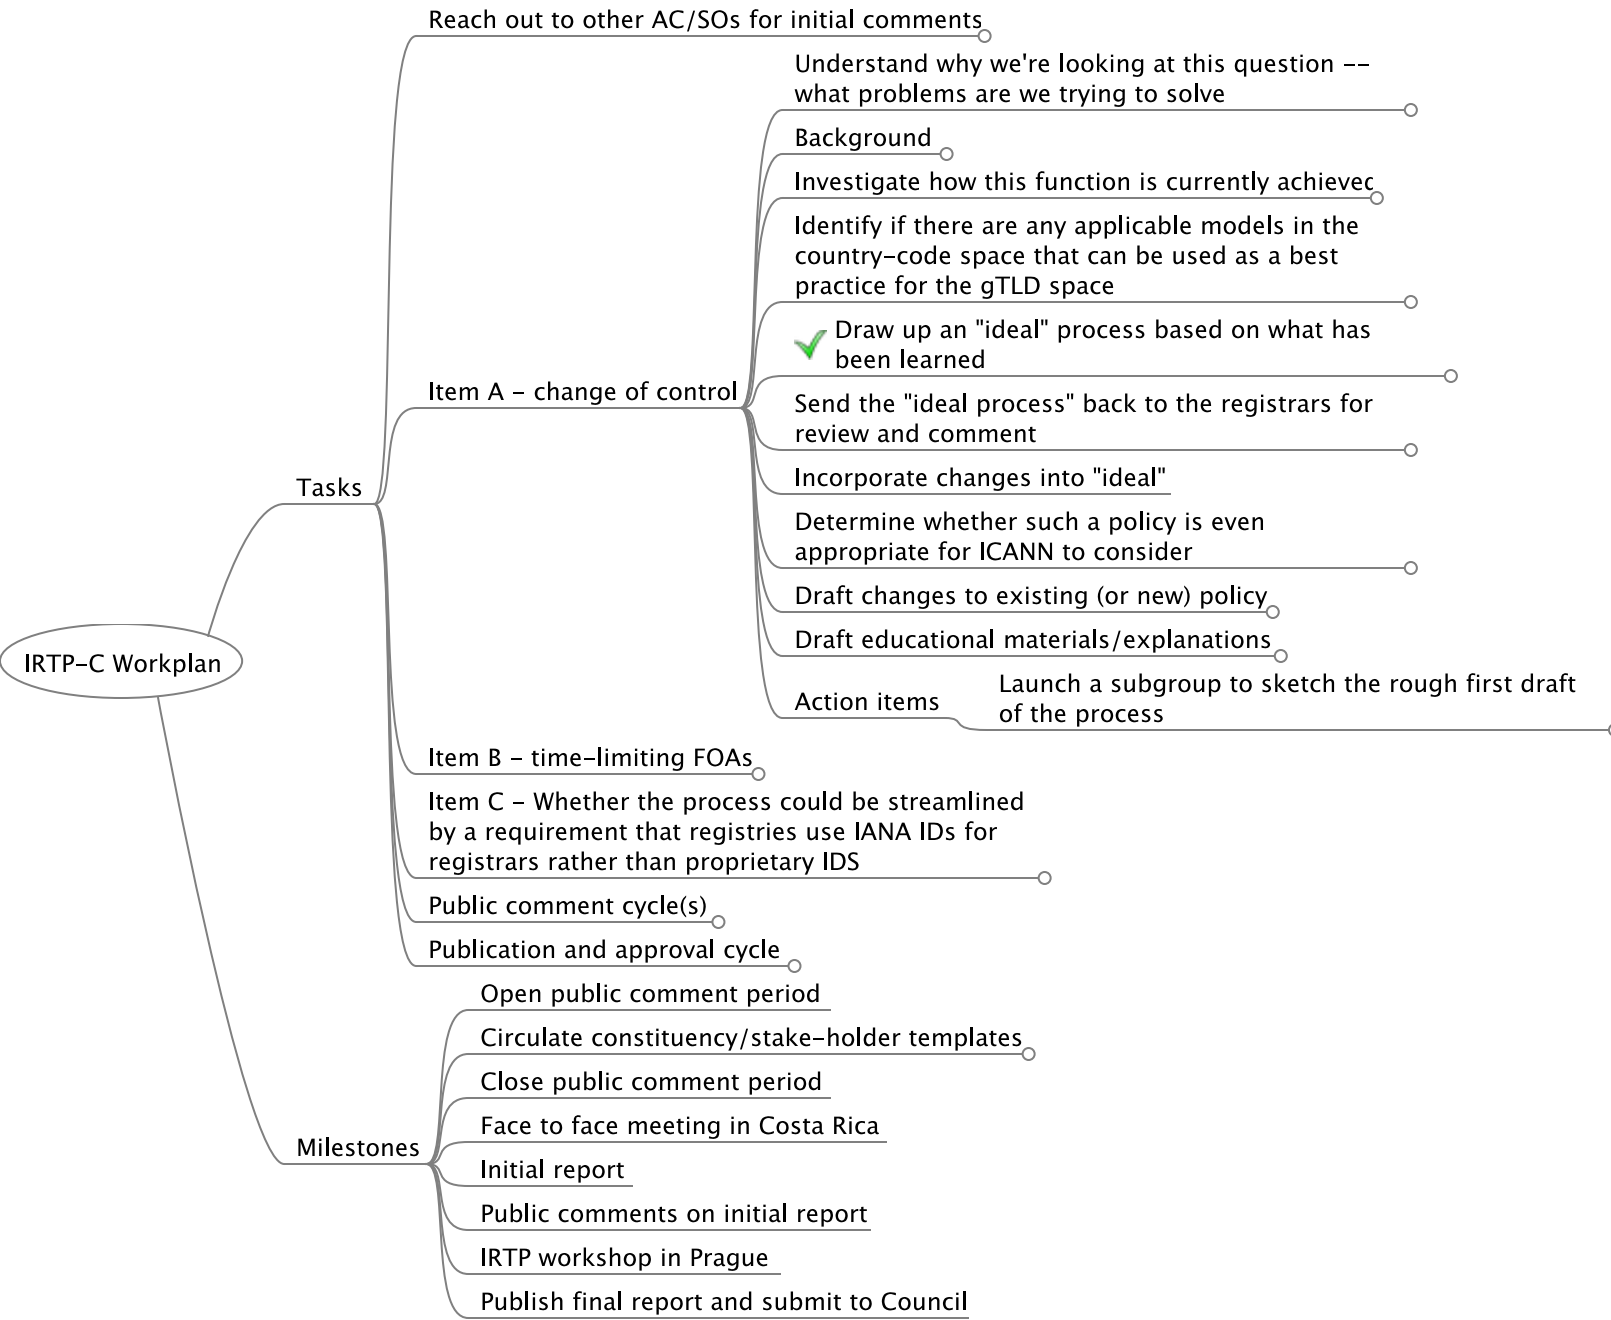 Reach out to other AC/SOs for initial comments
Understand why we're looking at this question --
what problems are we trying to solve
Background
Investigate how this function is currently achieved
Identify if there are any applicable models in the
country-code space that can be used as a best
practice for the gTLD space
Draw up an "ideal" process based on what has
been learned
Item A - change of control
Send the "ideal process" back to the registrars for
review and comment
Incorporate changes into "ideal"
Tasks
Determine whether such a policy is even
appropriate for ICANN to consider
Draft changes to existing (or new) policy
Draft educational materials/explanations
IRTP-C Workplan
Action items
Launch a subgroup to sketch the rough first draft
of the process
Item B - time-limiting FOAs
Item C - Whether the process could be streamlined
by a requirement that registries use IANA IDs for
registrars rather than proprietary IDS
Public comment cycle(s)
Publication and approval cycle
Open public comment period
Circulate constituency/stake-holder templates
Close public comment period
Face to face meeting in Costa Rica
Milestones
Initial report
Public comments on initial report
IRTP workshop in Prague
Publish final report and submit to Council